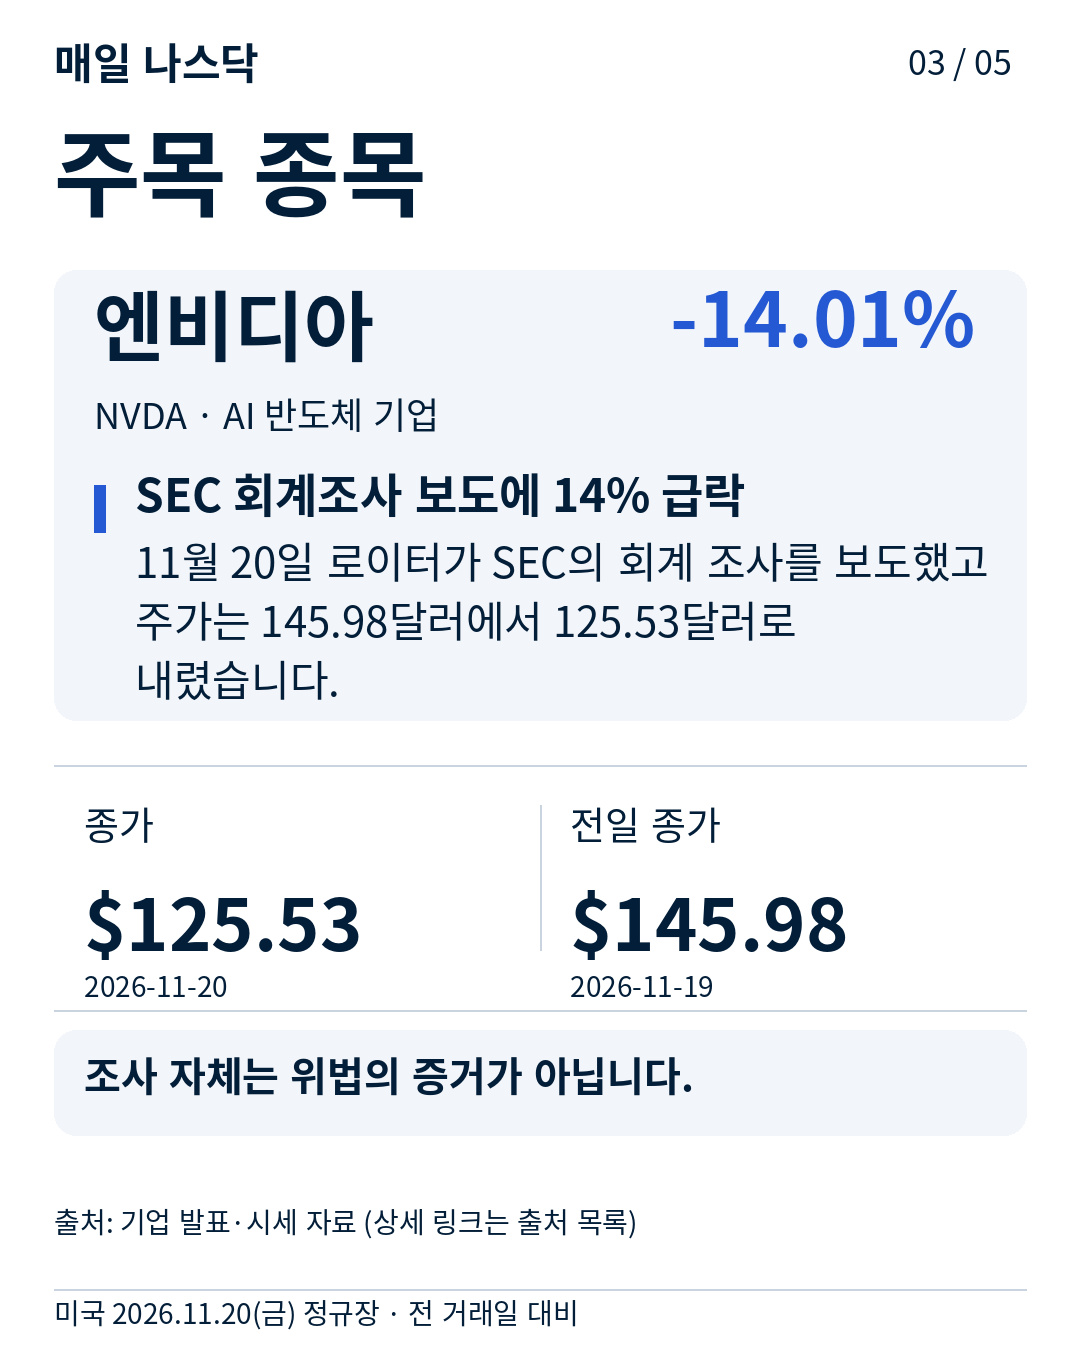 매일 나스닥
03 / 05
주목 종목
엔비디아
-14.01%
NVDA · AI 반도체 기업
SEC 회계조사 보도에 14% 급락
11월 20일 로이터가 SEC의 회계 조사를 보도했고
주가는 145.98달러에서 125.53달러로
내렸습니다.
종가
전일 종가
$125.53
$145.98
2026-11-20
2026-11-19
조사 자체는 위법의 증거가 아닙니다.
출처: 기업 발표·시세 자료 (상세 링크는 출처 목록)
미국 2026.11.20(금) 정규장 · 전 거래일 대비